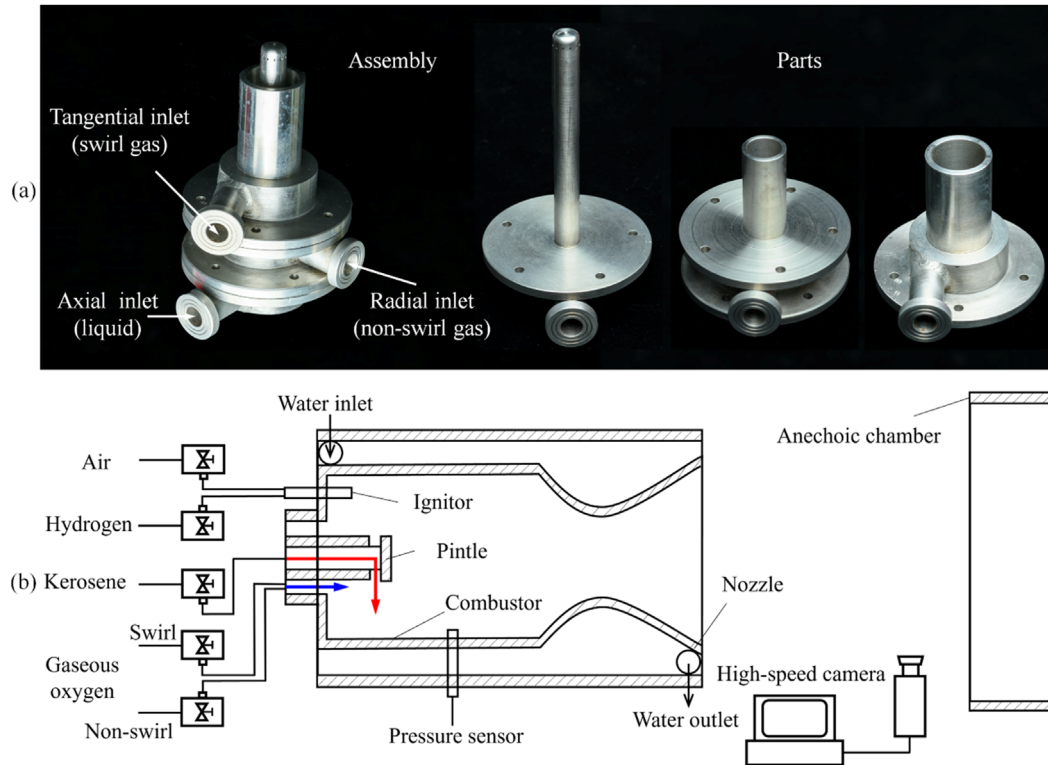 Assembly
Parts
Tangential inlet
(swirl gas)
(a)
Axial inlet
(liquid)
Radial inlet
(non-swirl gas)
Water inlet
Anechoic chamber
Air
Ignitor
Hydrogen
Pintle
(b)
Kerosene
Combustor
Nozzle
Swirl
Gaseous
oxygen
High-speed camera
Non-swirl
Water outlet
Pressure sensor